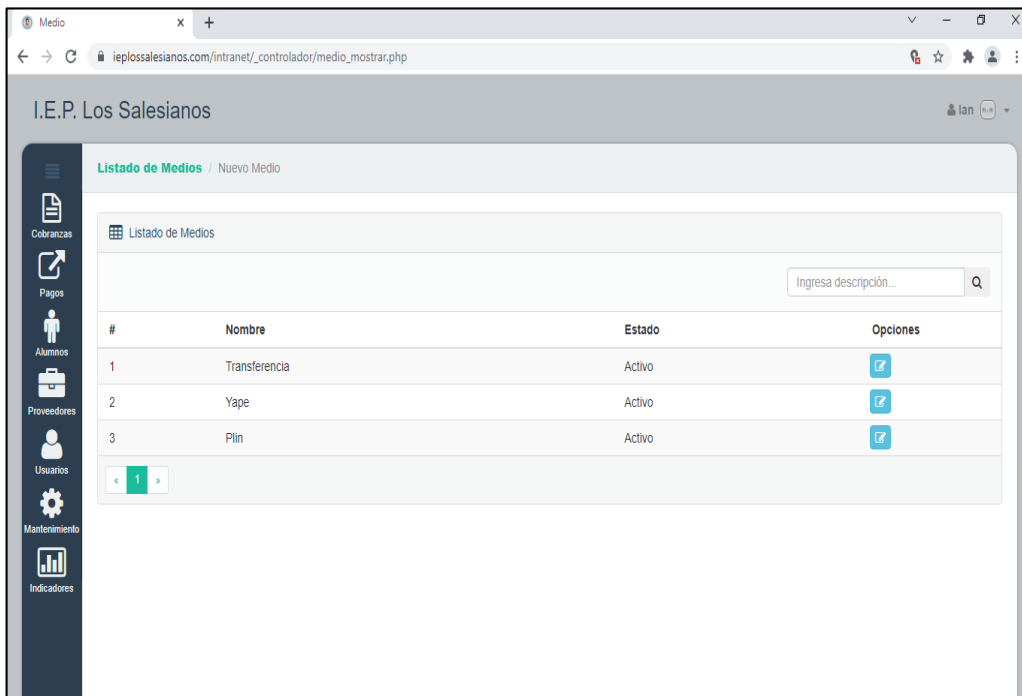 Medio
ieplossalesianos.com/intranet/_controlador/medio_mostrar.php
I.E.P. Los Salesianos
Ian
Listado de Medios / Nuevo Medio
Cobranzas
Pagos
Alumnos
Proveedores
Usuarios
Mantenimiento
Indicadores
Listado de Medios
Ingresa descripción...
# Nombre Estado Opciones
1 Transferencia Activo
2 Yape Activo
3 Plin Activo
« 1 »